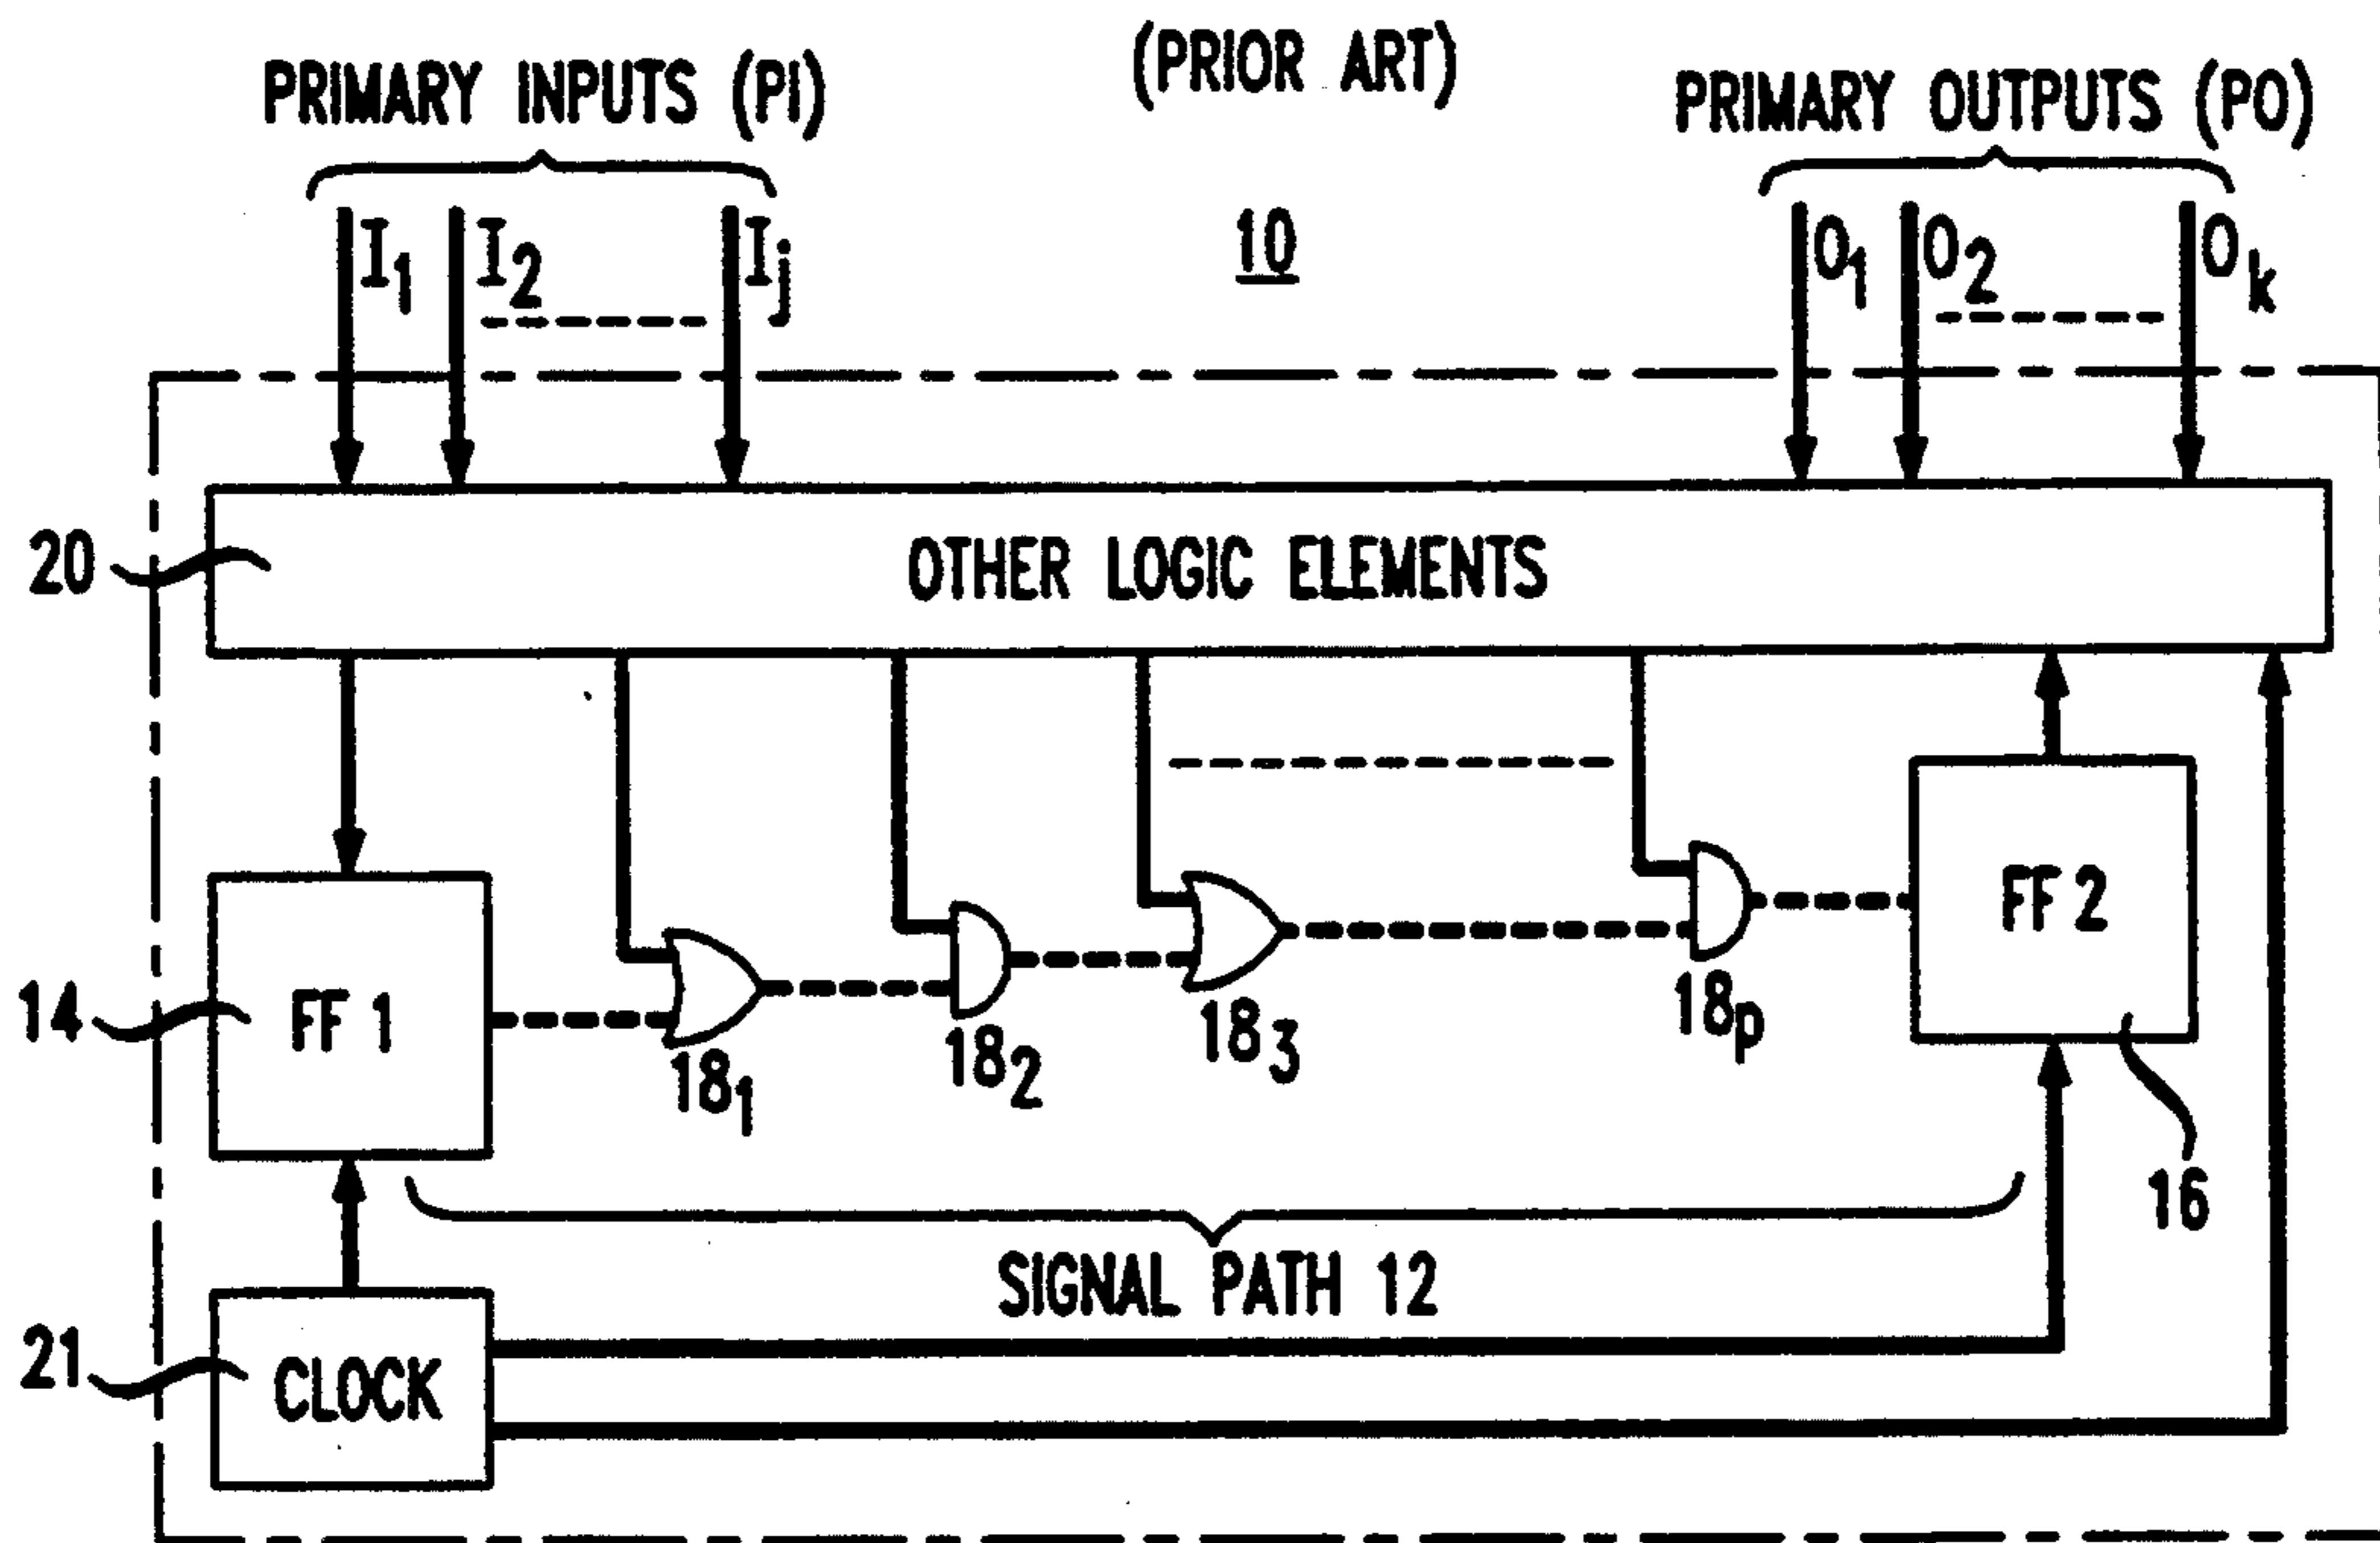 (PRIOR ART)
PRIMARY INPUTS (PI)
PRIMARY OUTPUTS (PO)
I1 I2 Ij
10
O1 O2 Ok
20
OTHER LOGIC ELEMENTS
14
FF 1
181
182
183
18p
FF 2
16
SIGNAL PATH 12
21
CLOCK